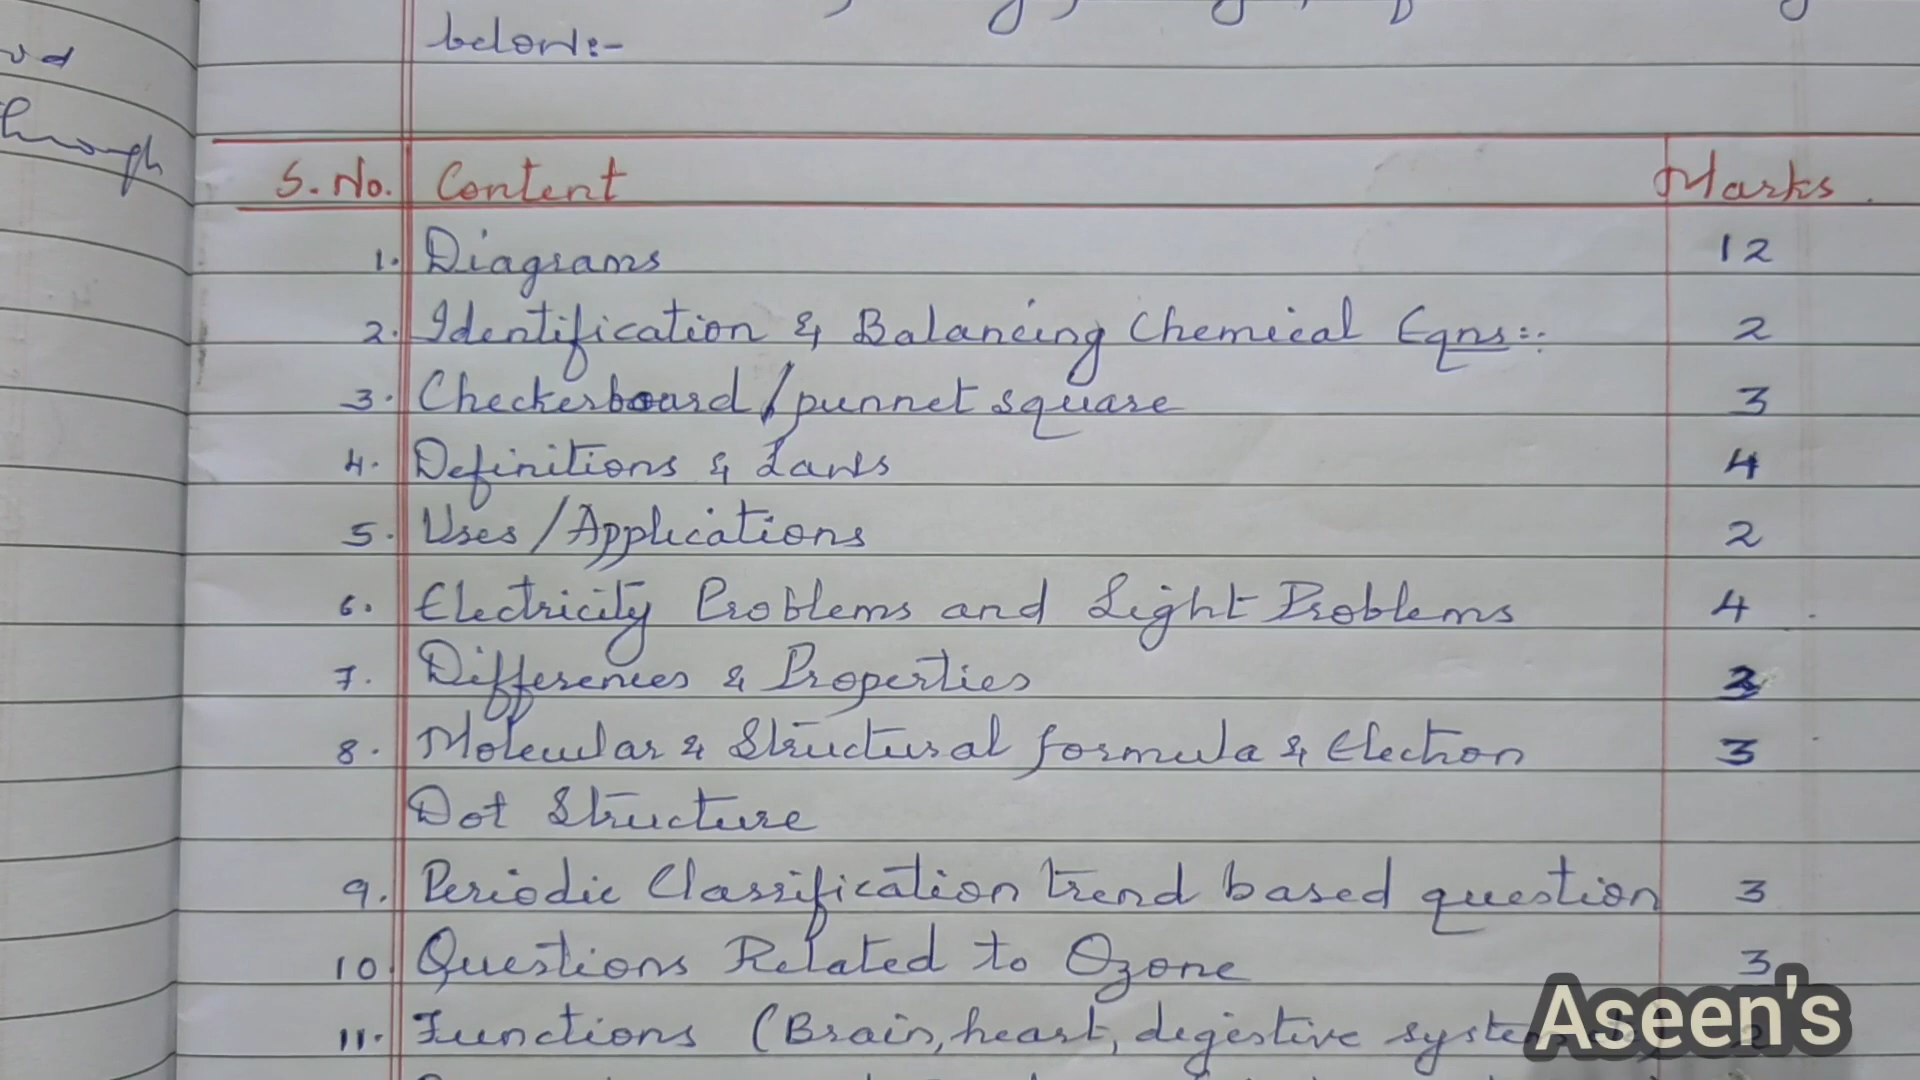 vd
through
below:-
S. No. Content Marks
1. Diagrams 12
2. Identification & Balancing Chemical Eqns:: 2
3. Checkerboard/punnet square 3
4. Definitions & Laws 4
5. Uses/Applications 2
6. Electricity Problems and Light Problems 4
7. Differences & Properties
8. Molecular & Structural formula & Electron 3
Dot Structure
9. Periodic Classification trend based question 3
10. Questions Related to Ozone 3
11. Functions (Brain, heart, digestive system
Aseen's